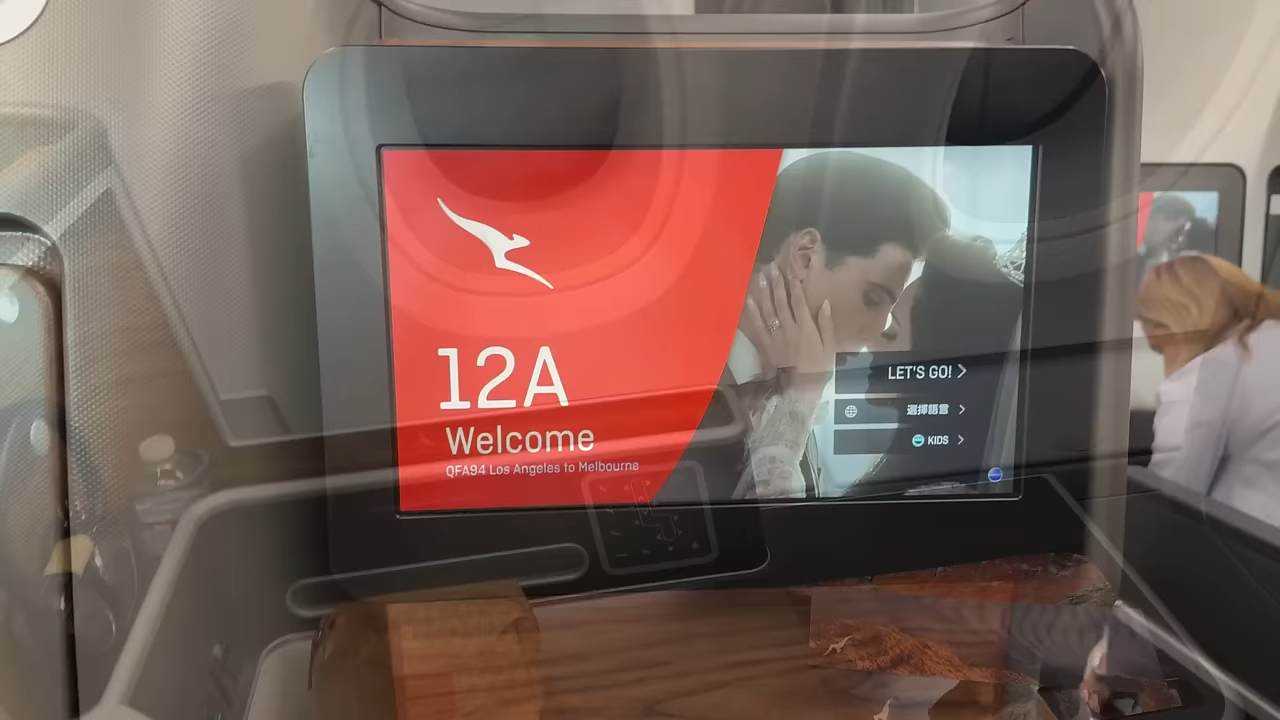 12A
Welcome
QFA94 Los Angeles to Melbourne
LET'S GO!
選擇語言
KIDS